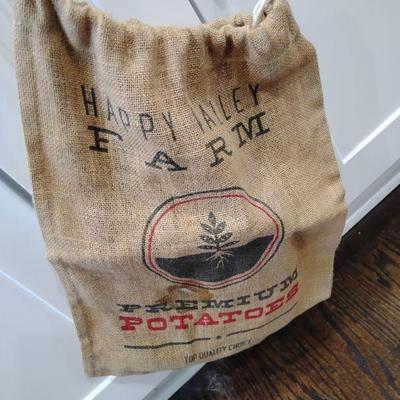 HAPPY VALLEY
FARM
PREMIUM
POTATOES
TOP QUALITY CHOICE